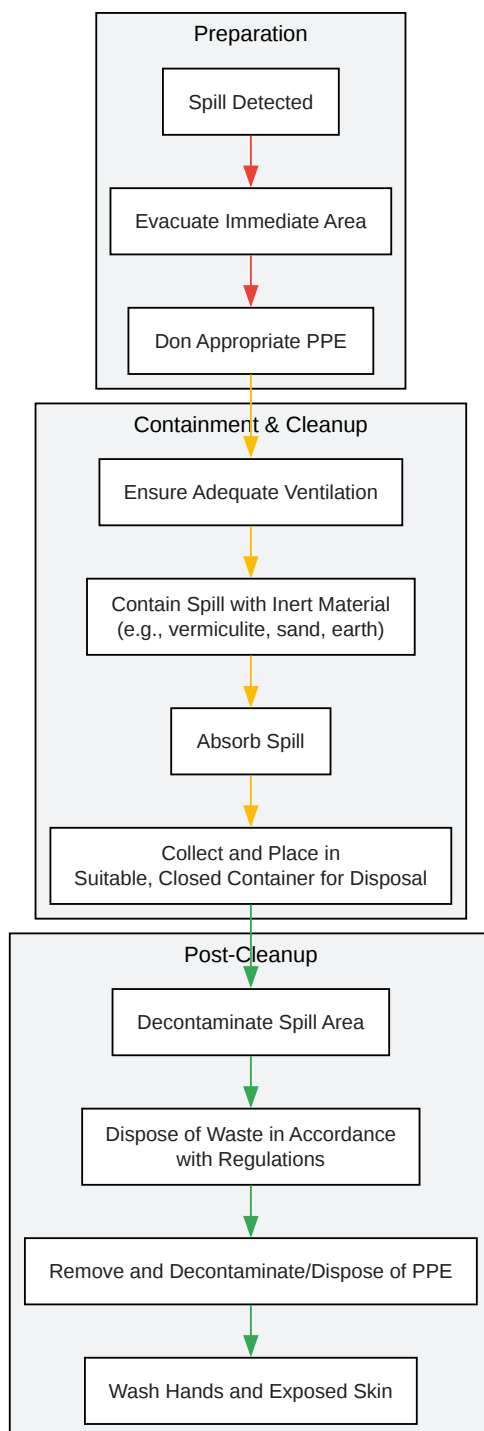 Preparation
Spill Detected
Evacuate Immediate Area
Don Appropriate PPE
Containment & Cleanup
Ensure Adequate Ventilation
Contain Spill with Inert Material
(e.g., vermiculite, sand, earth)
Absorb Spill
Collect and Place in
Suitable, Closed Container for Disposal
Post-Cleanup
Decontaminate Spill Area
Dispose of Waste in Accordance
with Regulations
Remove and Decontaminate/Dispose of PPE
Wash Hands and Exposed Skin